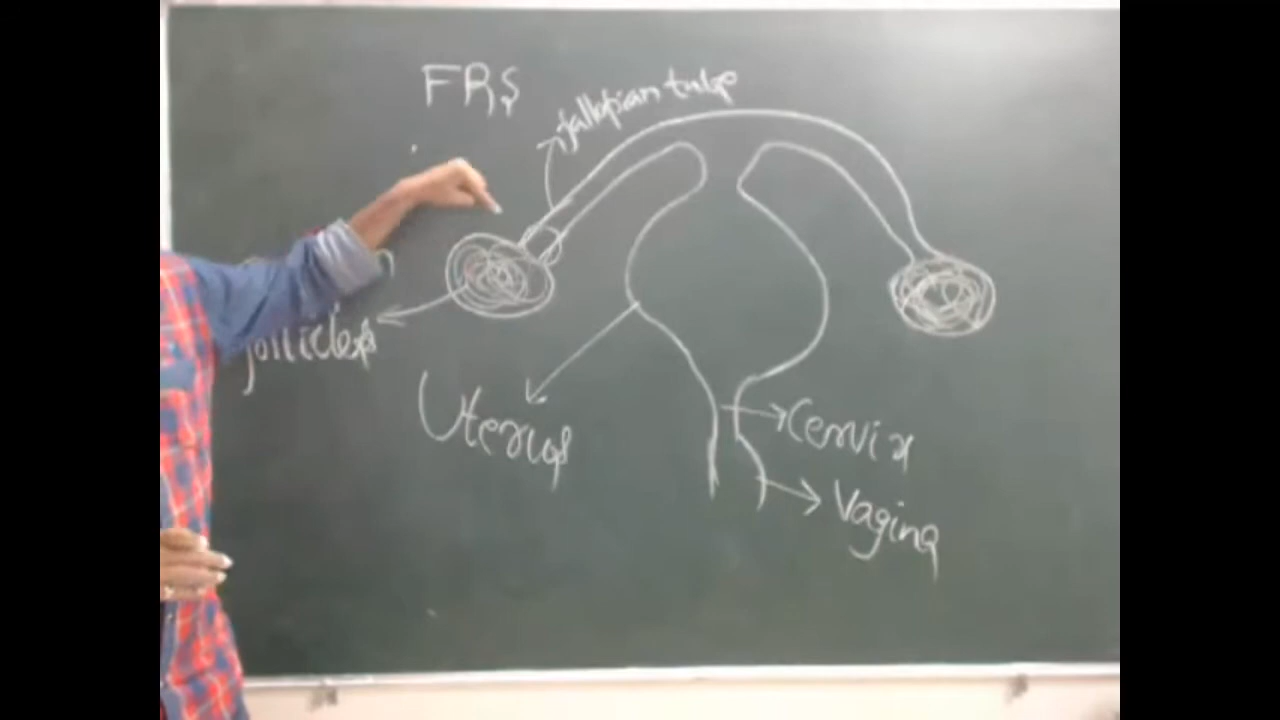 FRS
fallopian tube
follicles
Uterus
Cervix
Vagina